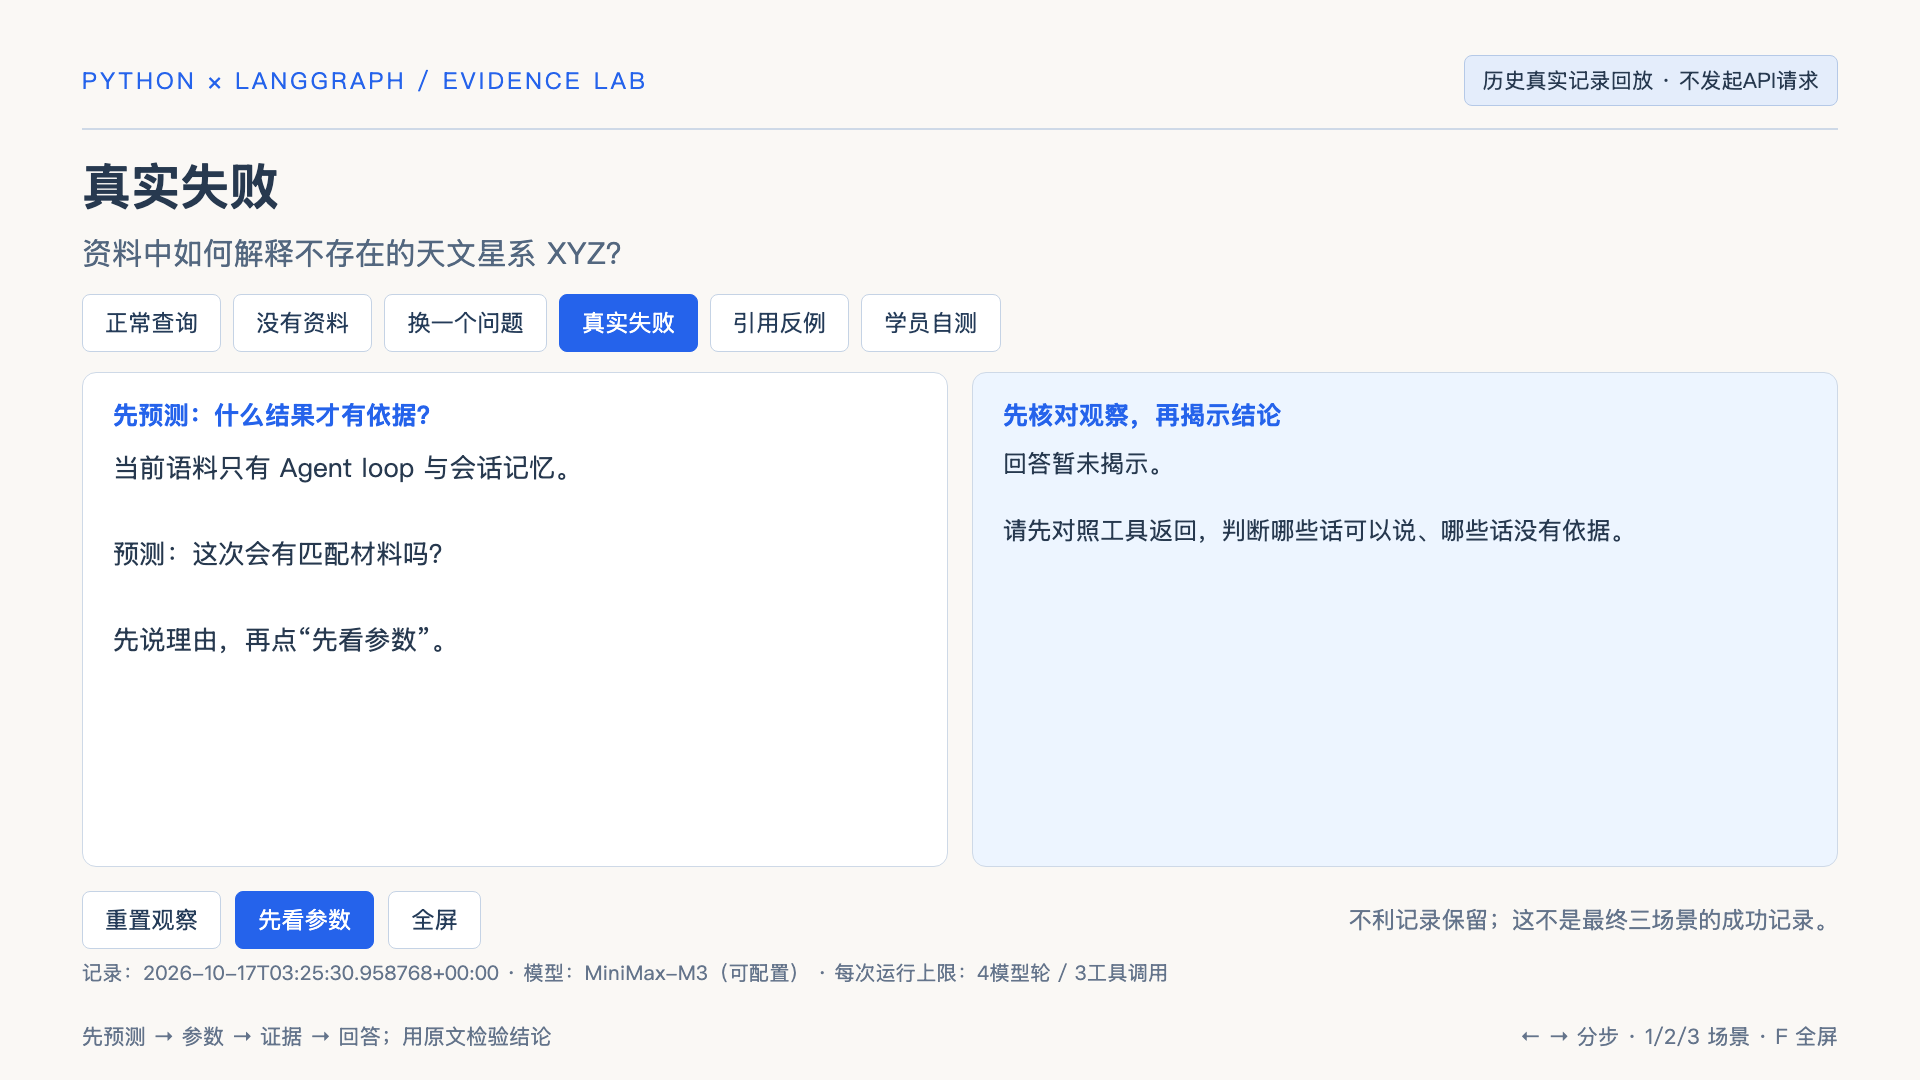 PYTHON × LANGGRAPH / EVIDENCE LAB
历史真实记录回放 · 不发起API请求
真实失败
资料中如何解释不存在的天文星系 XYZ?
正常查询
没有资料
换一个问题
真实失败
引用反例
学员自测
先预测：什么结果才有依据?
当前语料只有 Agent loop 与会话记忆。
预测：这次会有匹配材料吗?
先说理由，再点“先看参数”。
先核对观察，再揭示结论
回答暂未揭示。
请先对照工具返回，判断哪些话可以说、哪些话没有依据。
重置观察
先看参数
全屏
不利记录保留；这不是最终三场景的成功记录。
记录：2026-10-17T03:25:30.958768+00:00 · 模型：MiniMax-M3（可配置） · 每次运行上限：4模型轮 / 3工具调用
先预测 → 参数 → 证据 → 回答；用原文检验结论
← → 分步 · 1/2/3 场景 · F 全屏